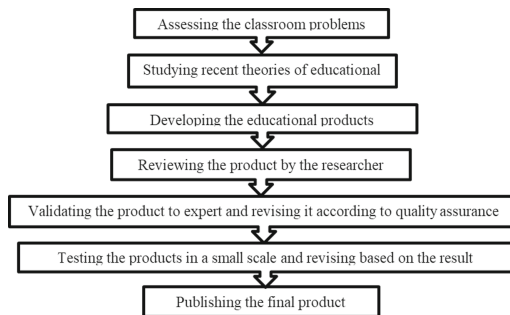 Assessing the classroom problems
Studying recent theories of educational
Developing the educational products
Reviewing the product by the researcher
Validating the product to expert and revising it according to quality assurance
Testing the products in a small scale and revising based on the result
Publishing the final product